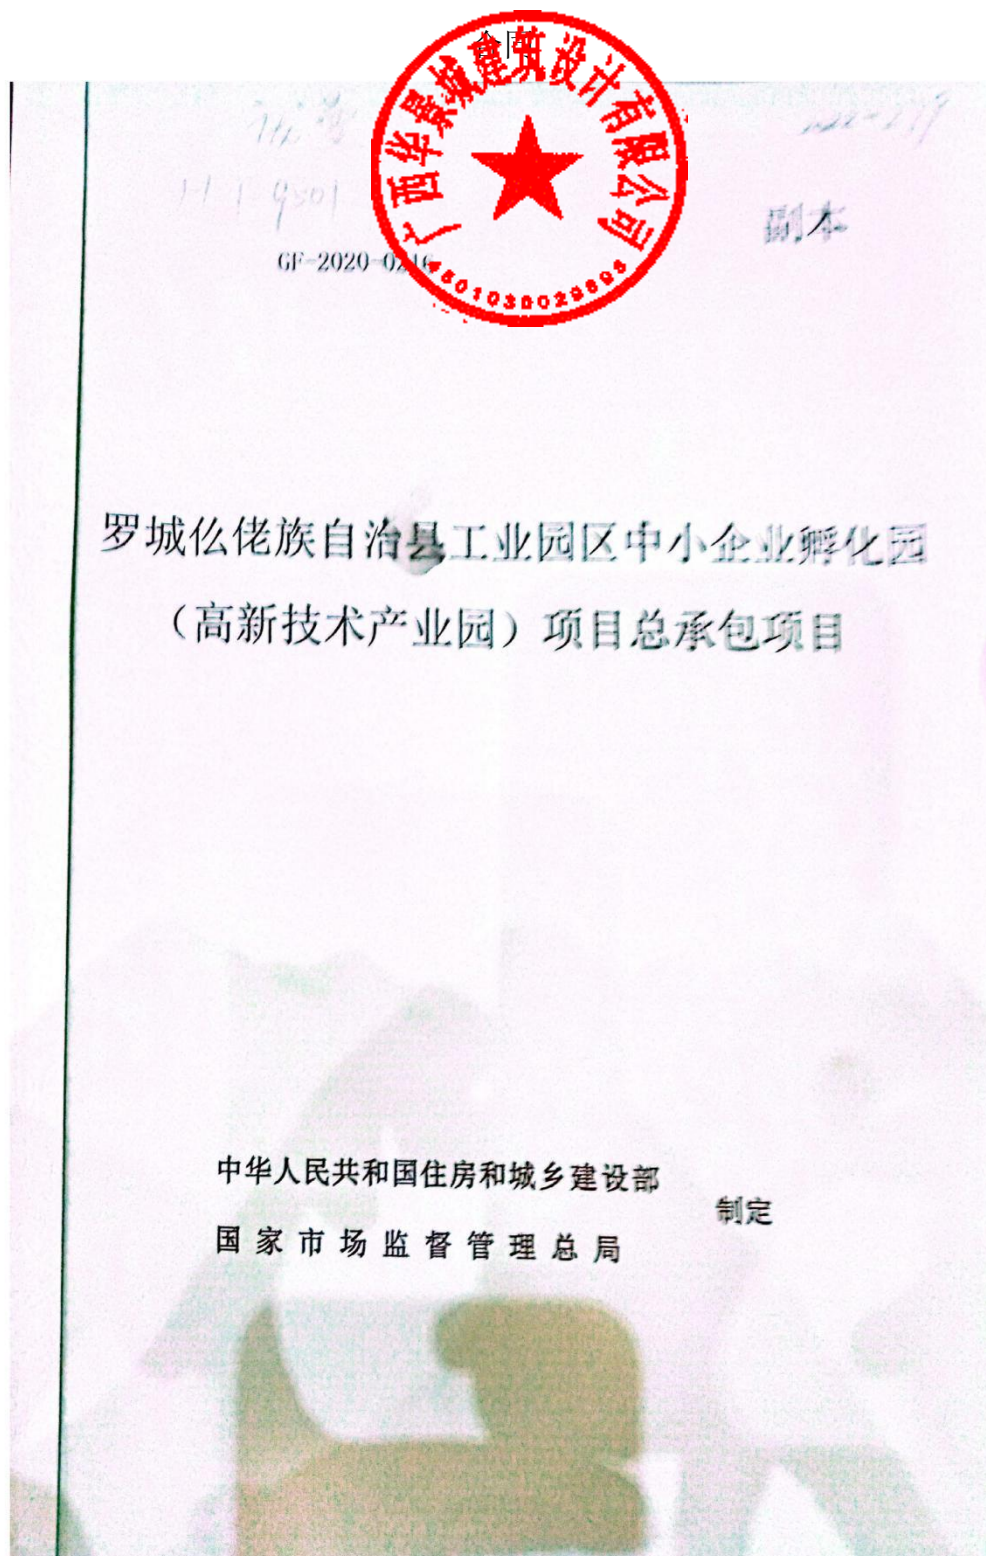 合同
广西华景城建筑设计有限公司
副本
GF-2020-0216
罗城仫佬族自治县工业园区中小企业孵化园
（高新技术产业园）项目总承包项目
中华人民共和国住房和城乡建设部
国家市场监督管理总局
制定